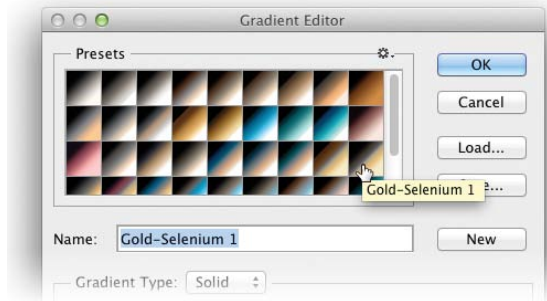 Gradient Editor
Presets
OK
Cancel
Load...
Gold-Selenium 1
Name: Gold-Selenium 1
New
Gradient Type: Solid